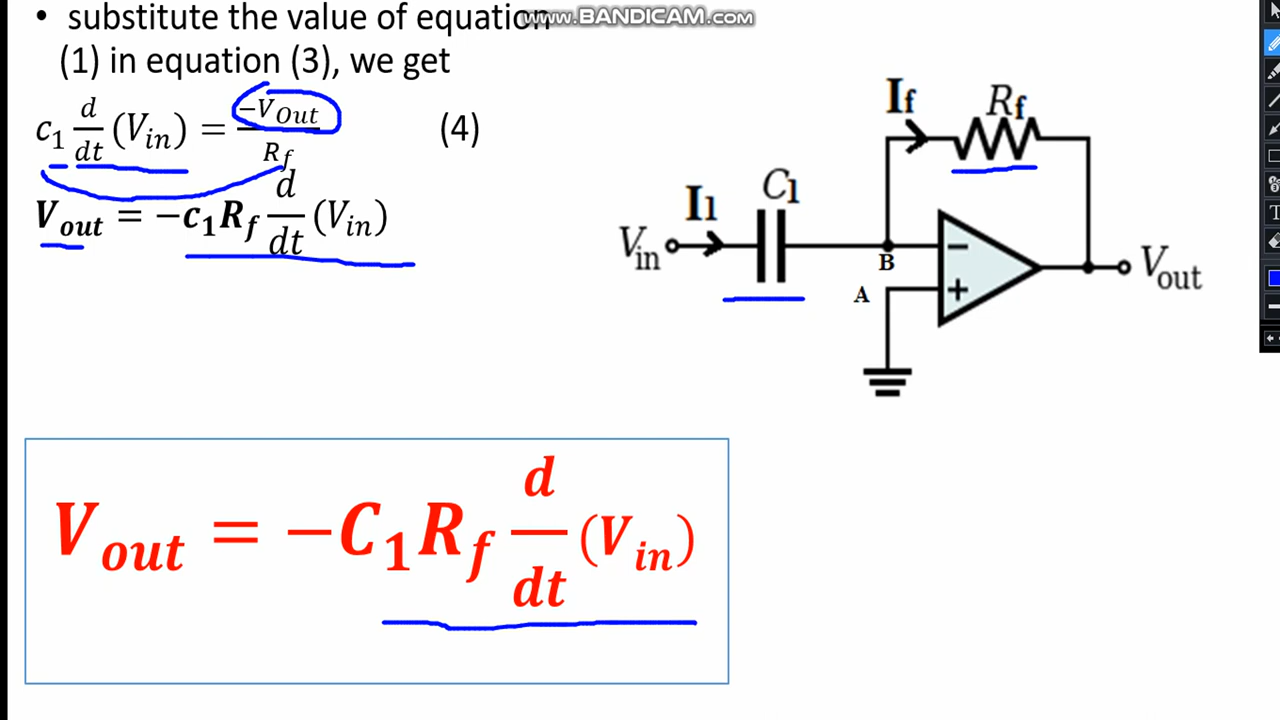 • substitute the value of equation
www.BANDICAM.com
(1) in equation (3), we get
c₁ d/dt (V_in) = −V_Out / R_f (4)
V_out = −c₁R_f d/dt (V_in)
I_f
R_f
I1
C1
V_in
B
A
−
+
V_out
V_out = −C₁R_f d/dt (V_in)
T